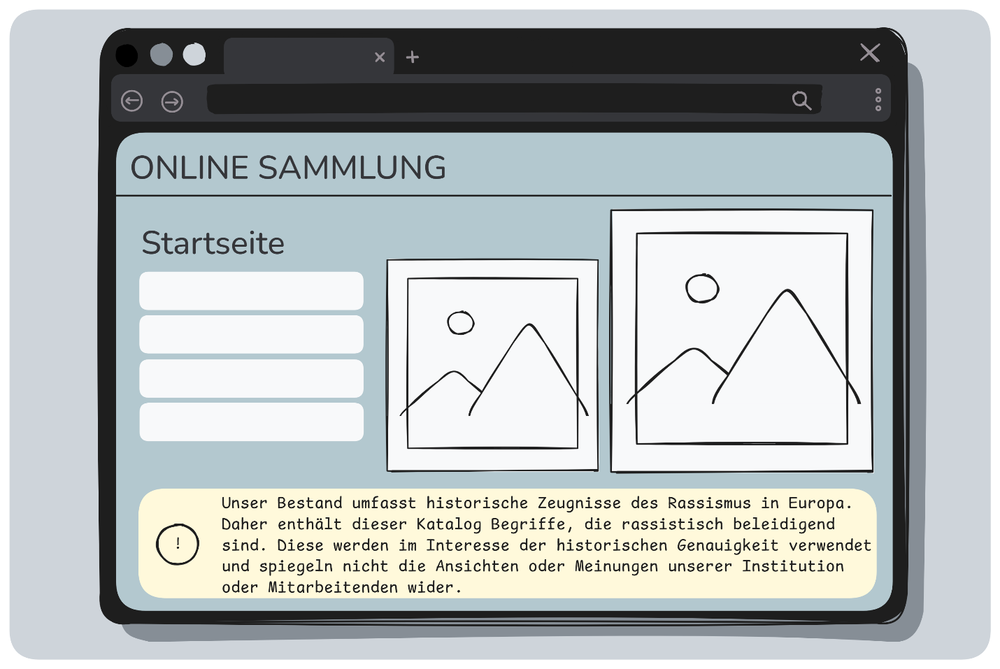 ONLINE SAMMLUNG
Startseite
!
Unser Bestand umfasst historische Zeugnisse des Rassismus in Europa.
Daher enthält dieser Katalog Begriffe, die rassistisch beleidigend
sind. Diese werden im Interesse der historischen Genauigkeit verwendet
und spiegeln nicht die Ansichten oder Meinungen unserer Institution
oder Mitarbeitenden wider.